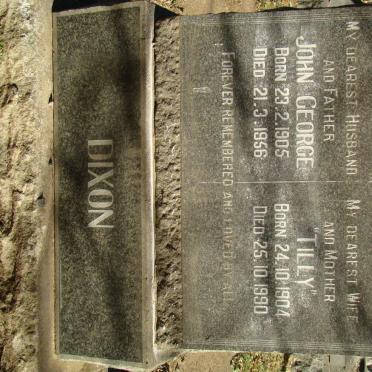 MY DEAREST HUSBAND
AND FATHER
JOHN GEORGE
BORN 23.2.1905
DIED 21.3.1956
MY DEAREST WIFE
AND MOTHER
"TILLY"
BORN 24.10.1904
DIED 25.10.1990
FOREVER REMEMBERED AND LOVED BY ALL
DIXON